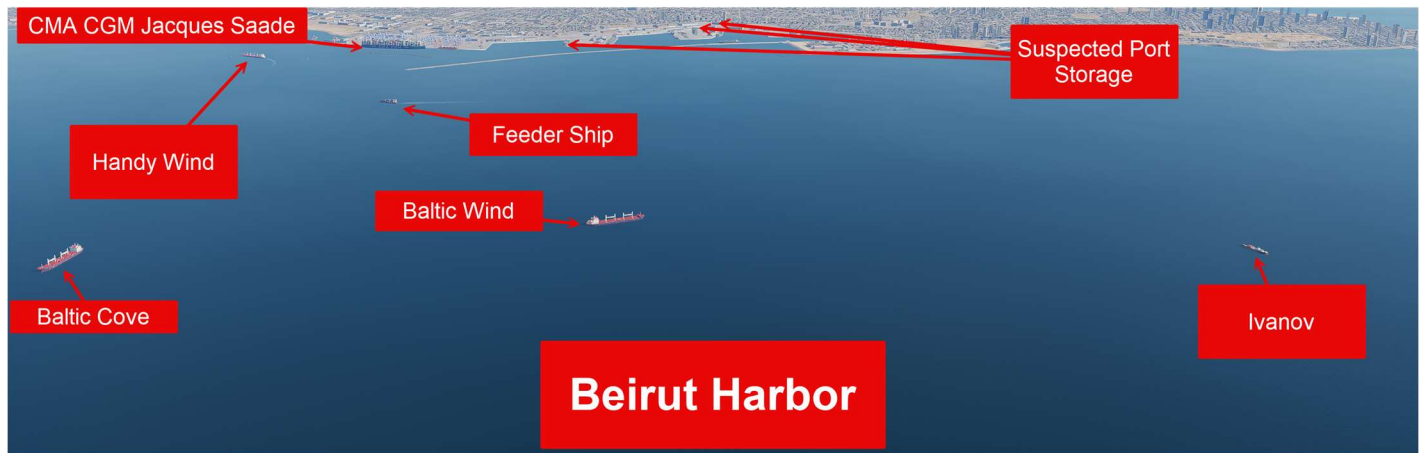 CMA CGM Jacques Saade
Suspected Port
Storage
Handy Wind
Feeder Ship
Baltic Wind
Baltic Cove
Ivanov
Beirut Harbor